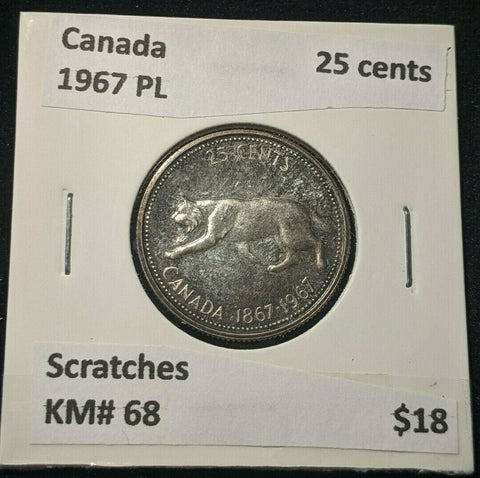 Canada 25 cents
1967 PL
25 CENTS
CANADA 1867-1967
Scratches
KM# 68 $18